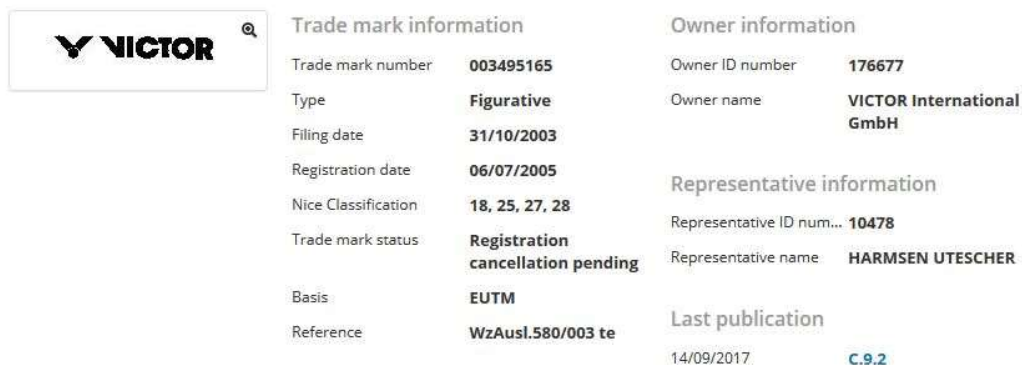 VICTOR
Trade mark information
Trade mark number 003495165
Type Figurative
Filing date 31/10/2003
Registration date 06/07/2005
Nice Classification 18, 25, 27, 28
Trade mark status Registration
cancellation pending
Basis EUTM
Reference WzAusl.580/003 te
Owner information
Owner ID number 176677
Owner name VICTOR International
GmbH
Representative information
Representative ID num... 10478
Representative name HARMSEN UTESCHER
Last publication
14/09/2017 C.9.2